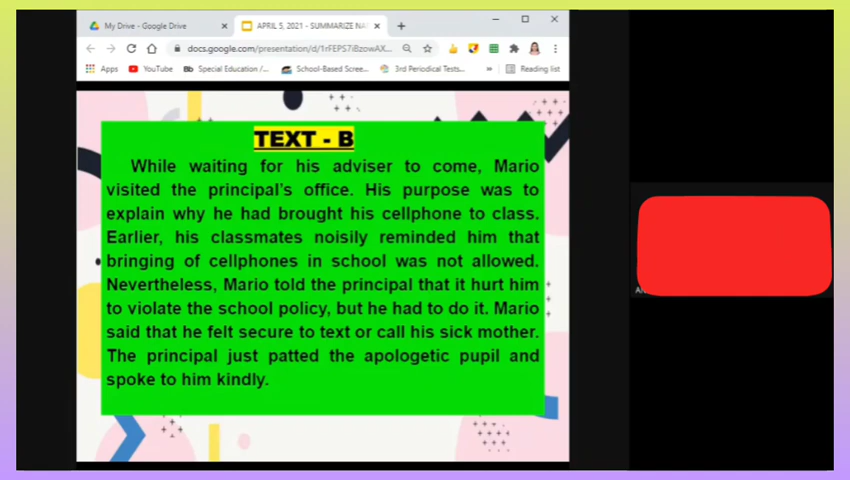 My Drive - Google Drive
APRIL 5, 2021 - SUMMARIZE NA
docs.google.com/presentation/d/1rFEPS7i8zowAX...
Apps
YouTube
Bb
Special Education /...
School-Based Scree...
3rd Periodical Tests...
»
Reading list
TEXT - B
While waiting for his adviser to come, Mario
visited the principal's office. His purpose was to
explain why he had brought his cellphone to class.
Earlier, his classmates noisily reminded him that
bringing of cellphones in school was not allowed.
Nevertheless, Mario told the principal that it hurt him
to violate the school policy, but he had to do it. Mario
said that he felt secure to text or call his sick mother.
The principal just patted the apologetic pupil and
spoke to him kindly.